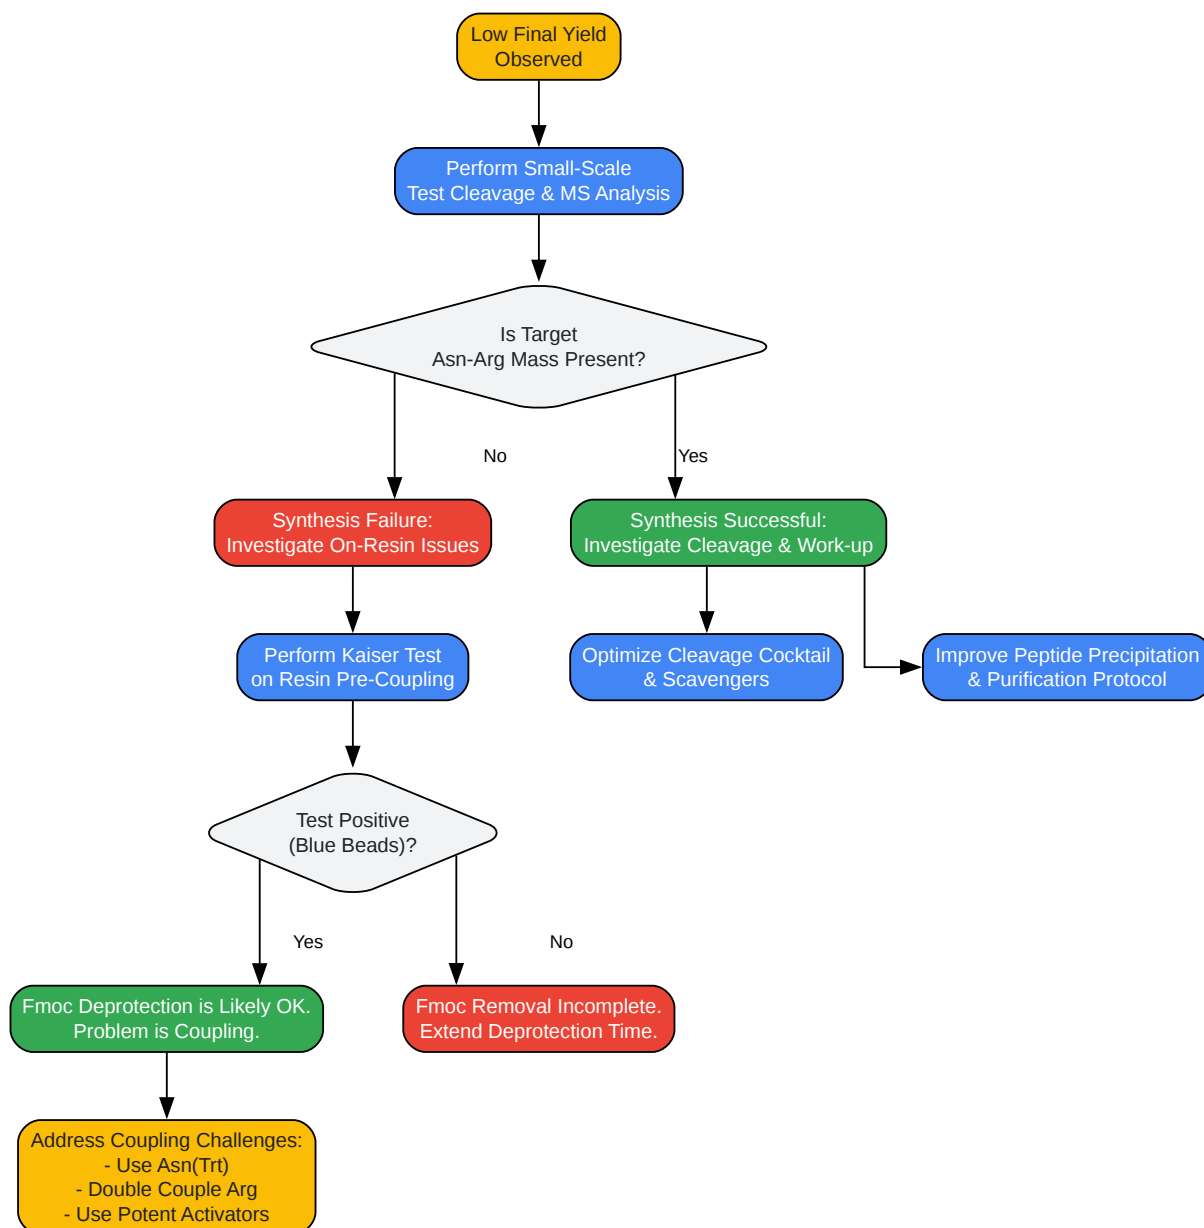 Low Final Yield
Observed
Perform Small-Scale
Test Cleavage & MS Analysis
Is Target
Asn-Arg Mass Present?
No
Yes
Synthesis Failure:
Investigate On-Resin Issues
Synthesis Successful:
Investigate Cleavage & Work-up
Perform Kaiser Test
on Resin Pre-Coupling
Optimize Cleavage Cocktail
& Scavengers
Improve Peptide Precipitation
& Purification Protocol
Test Positive
(Blue Beads)?
Yes
No
Fmoc Deprotection is Likely OK.
Problem is Coupling.
Fmoc Removal Incomplete.
Extend Deprotection Time.
Address Coupling Challenges:
- Use Asn(Trt)
- Double Couple Arg
- Use Potent Activators